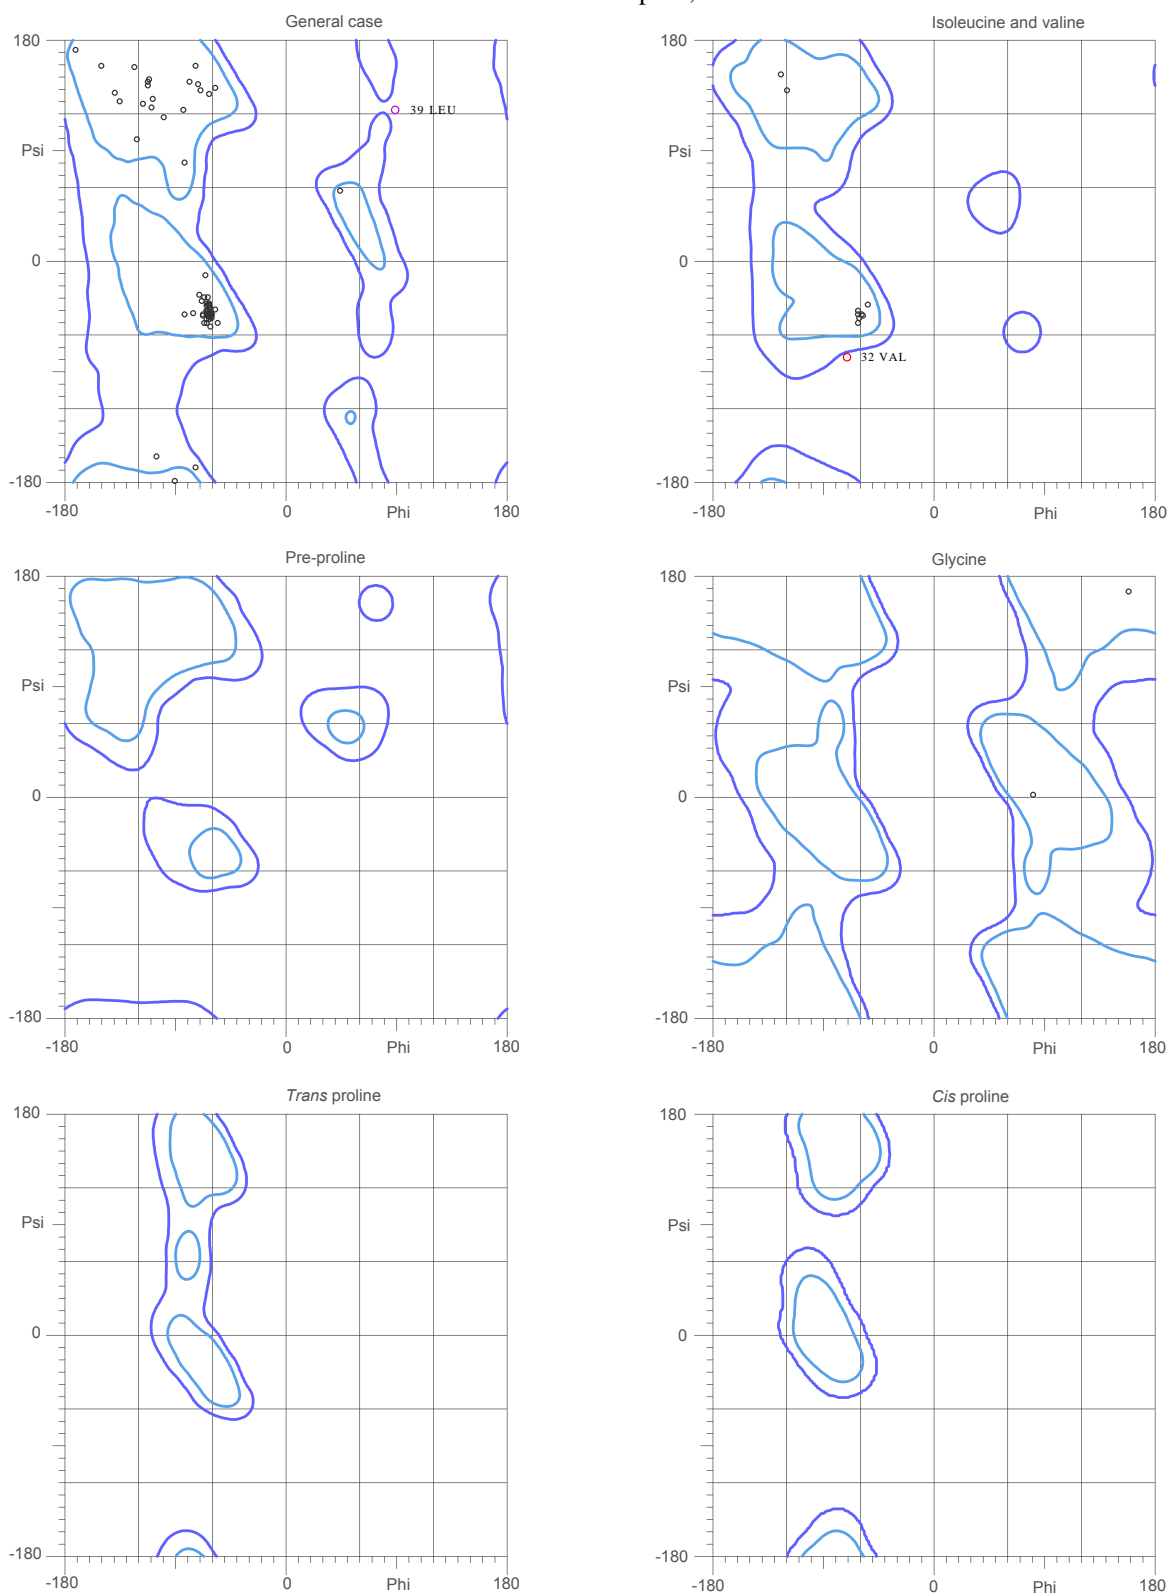 General case
Isoleucine and valine
180
180
39 LEU
Psi
Psi
0
0
32 VAL
-180
-180
-180
0
Phi
180
-180
0
Phi
180
Pre-proline
Glycine
180
180
Psi
Psi
0
0
-180
-180
-180
0
Phi
180
-180
0
Phi
180
Trans proline
Cis proline
180
180
Psi
Psi
0
0
-180
-180
-180
0
Phi
180
-180
0
Phi
180